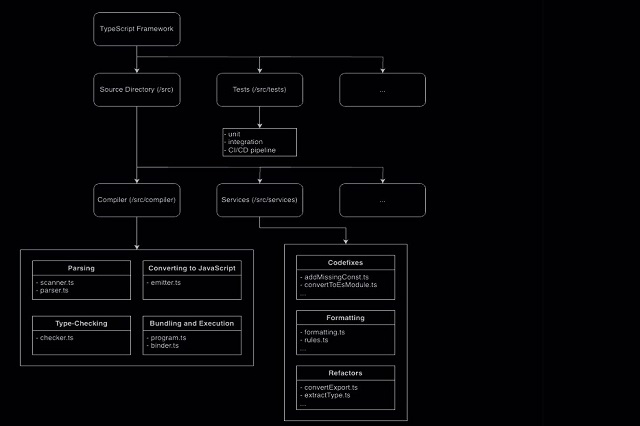 TypeScript Framework
Source Directory (/src)
Tests (/src/tests)
...
- unit
- integration
- CI/CD pipeline
Compiler (/src/compiler)
Services (/src/services)
...
Parsing
- scanner.ts
- parser.ts
Converting to JavaScript
- emitter.ts
Type-Checking
- checker.ts
Bundling and Execution
- program.ts
- binder.ts
Codefixes
- addMissingConst.ts
- convertToEsModule.ts
...
Formatting
- formatting.ts
- rules.ts
...
Refactors
- convertExport.ts
- extractType.ts
...